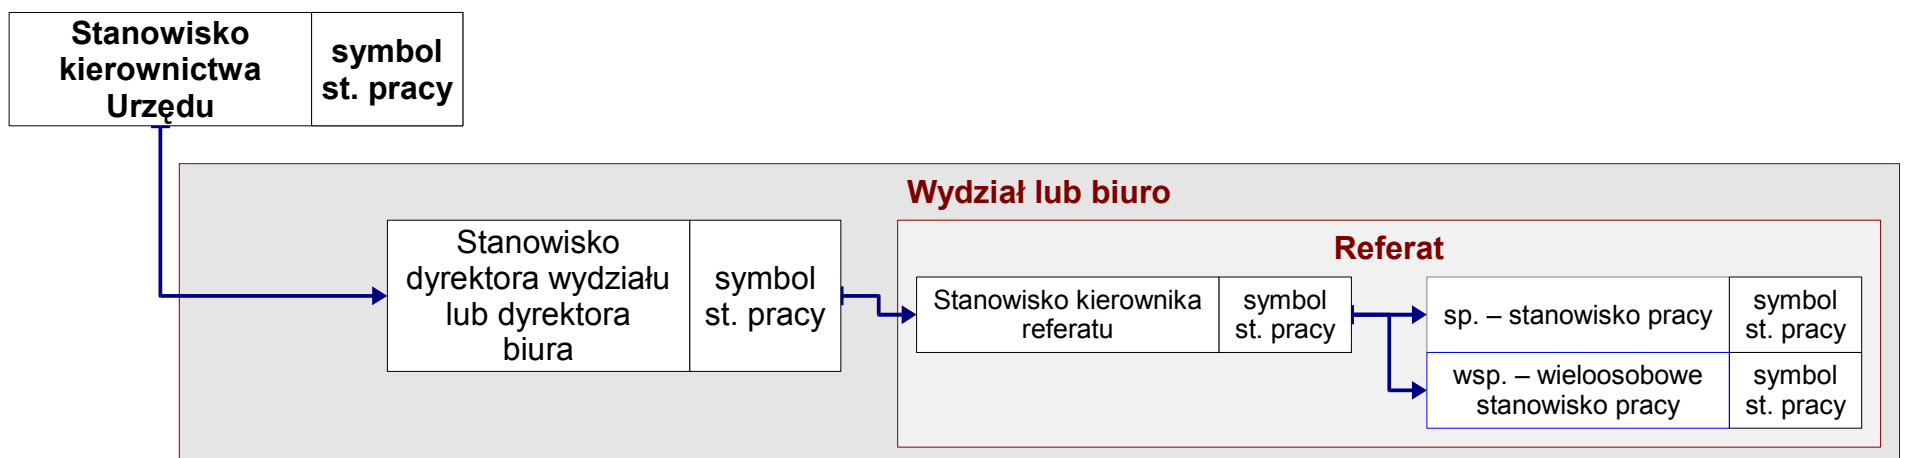 Stanowisko
kierownictwa
Urzędu
symbol
st. pracy
Wydział lub biuro
Stanowisko
dyrektora wydziału
lub dyrektora
biura
symbol
st. pracy
Referat
Stanowisko kierownika
referatu
symbol
st. pracy
sp. – stanowisko pracy
symbol
st. pracy
wsp. – wieloosobowe
stanowisko pracy
symbol
st. pracy